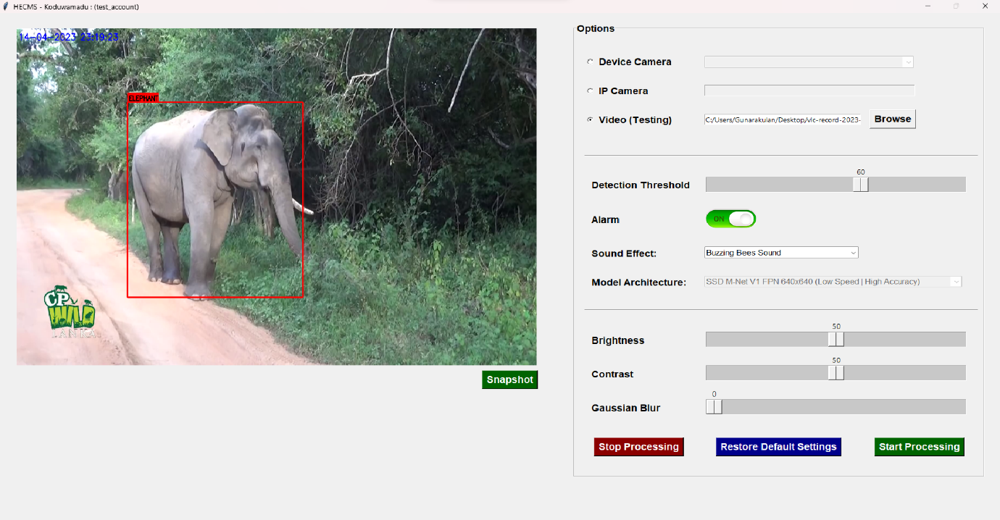 HECMS - Koduwamadu : (test_account)
14-04-2023 23:19:23
ELEPHANT
CP
WILD
LANKA
Snapshot
Options
Device Camera
IP Camera
Video (Testing)
C:/Users/Gunarakulan/Desktop/vlc-record-2023-
Browse
Detection Threshold
60
Alarm
ON
Sound Effect:
Buzzing Bees Sound
Model Architecture:
SSD M-Net V1 FPN 640x640 (Low Speed | High Accuracy)
Brightness
50
Contrast
50
Gaussian Blur
0
Stop Processing
Restore Default Settings
Start Processing